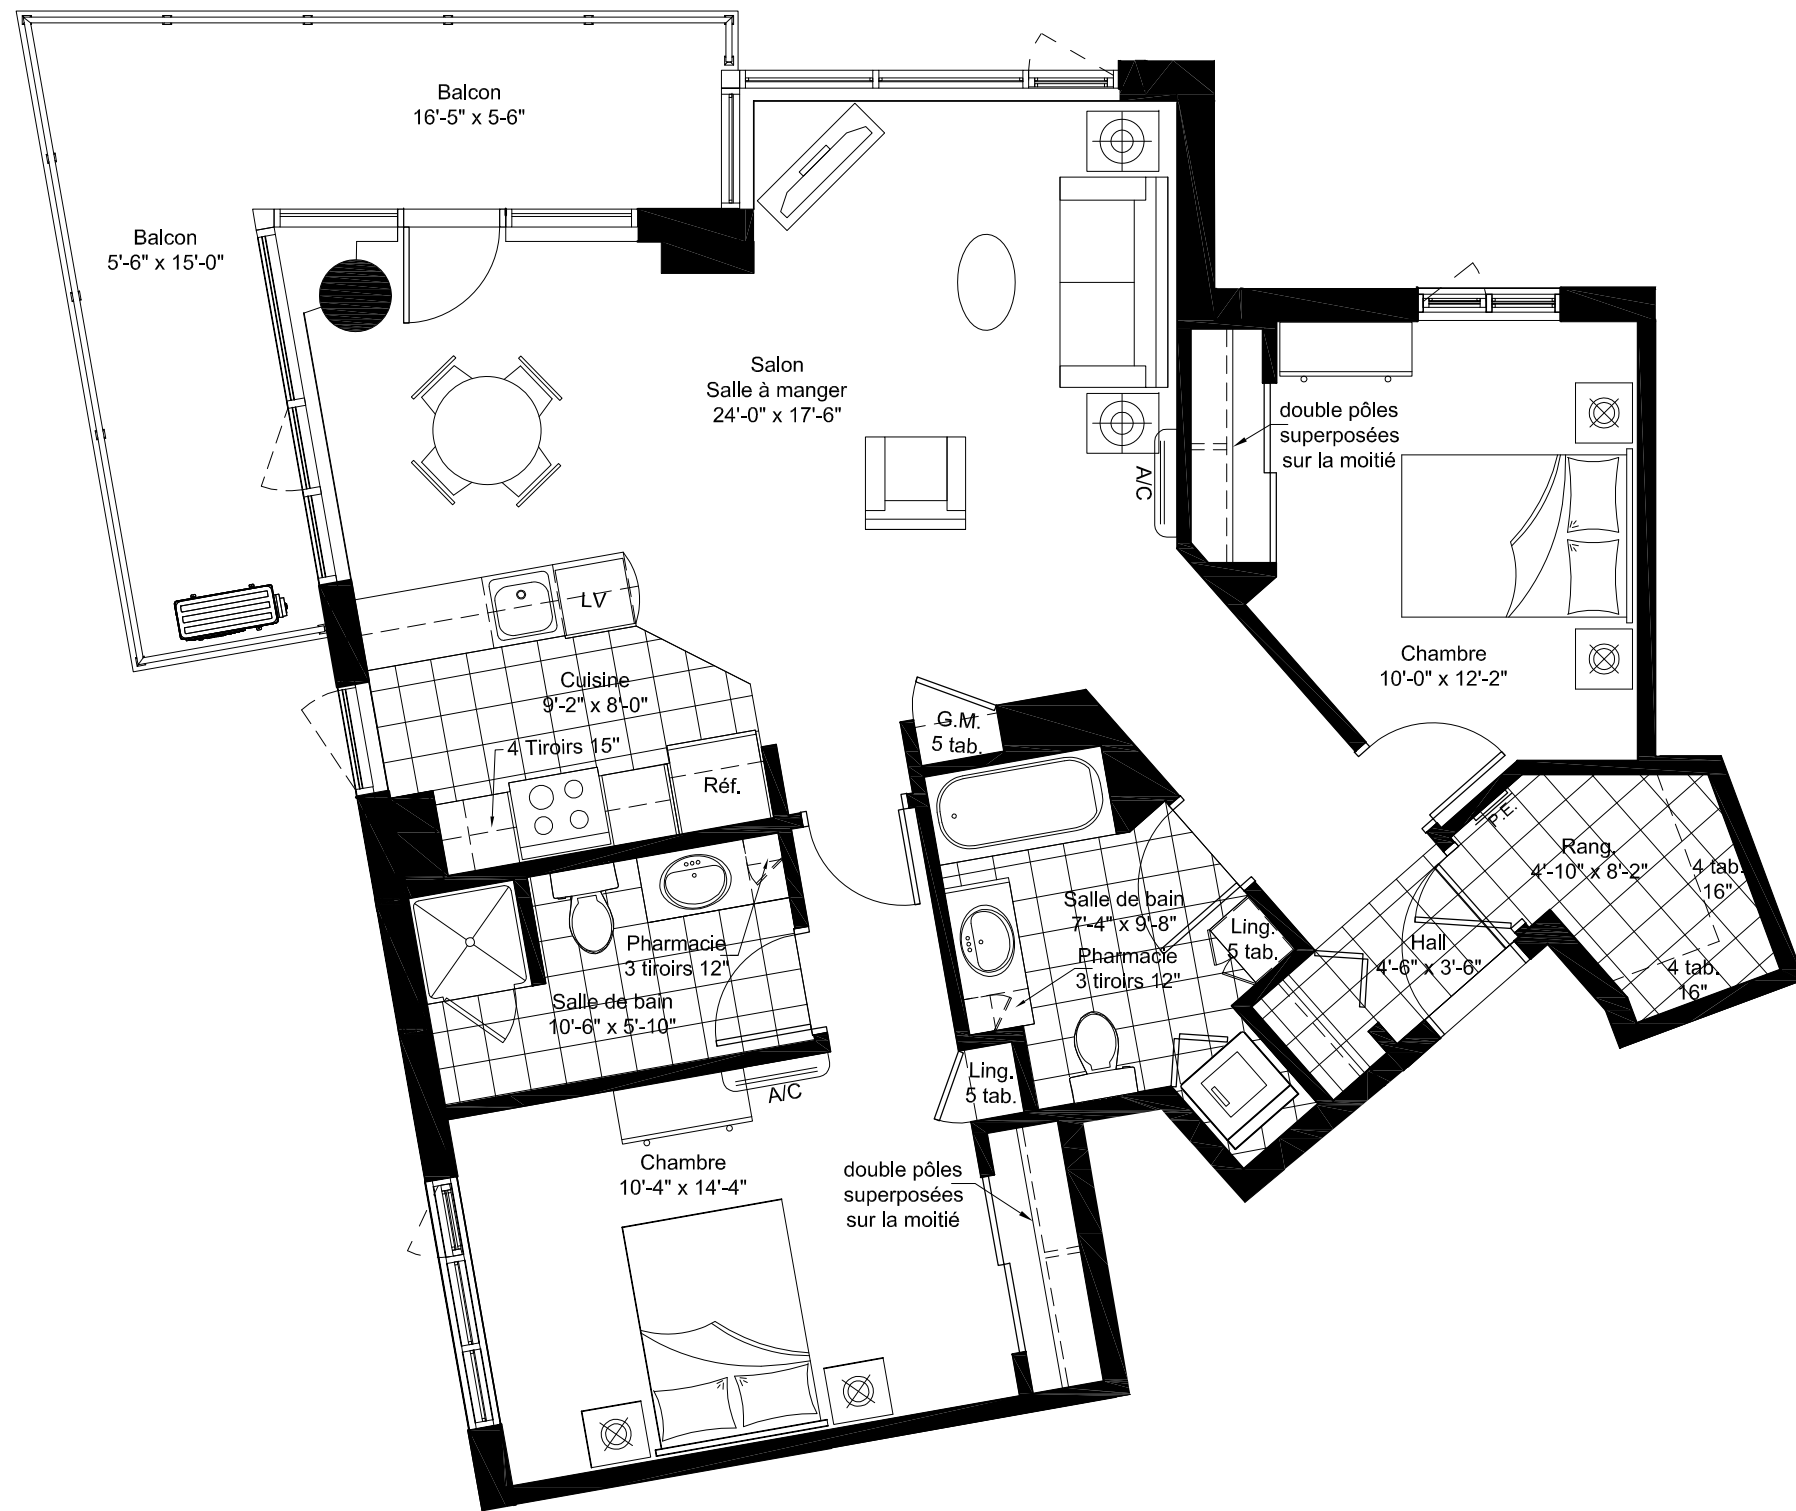 Balcon
16'-5" x 5-6"
Balcon
5'-6" x 15'-0"
Salon
Salle à manger
24'-0" x 17'-6"
double pôles
superposées
sur la moitié
A/C
LV
Chambre
10'-0" x 12'-2"
Cuisine
9'-2" x 8'-0"
4 Tiroirs 15"
Réf.
G.M.
5 tab.
P.E.
Rang.
4'-10" x 8'-2"
4 tab.
16"
4 tab.
16"
Hall
4'-6" x 3'-6"
Salle de bain
7'-4" x 9'-8"
Ling.
5 tab.
Pharmacie
3 tiroirs 12"
Pharmacie
3 tiroirs 12"
Salle de bain
10'-6" x 5'-10"
Ling.
5 tab.
A/C
Chambre
10'-4" x 14'-4"
double pôles
superposées
sur la moitié